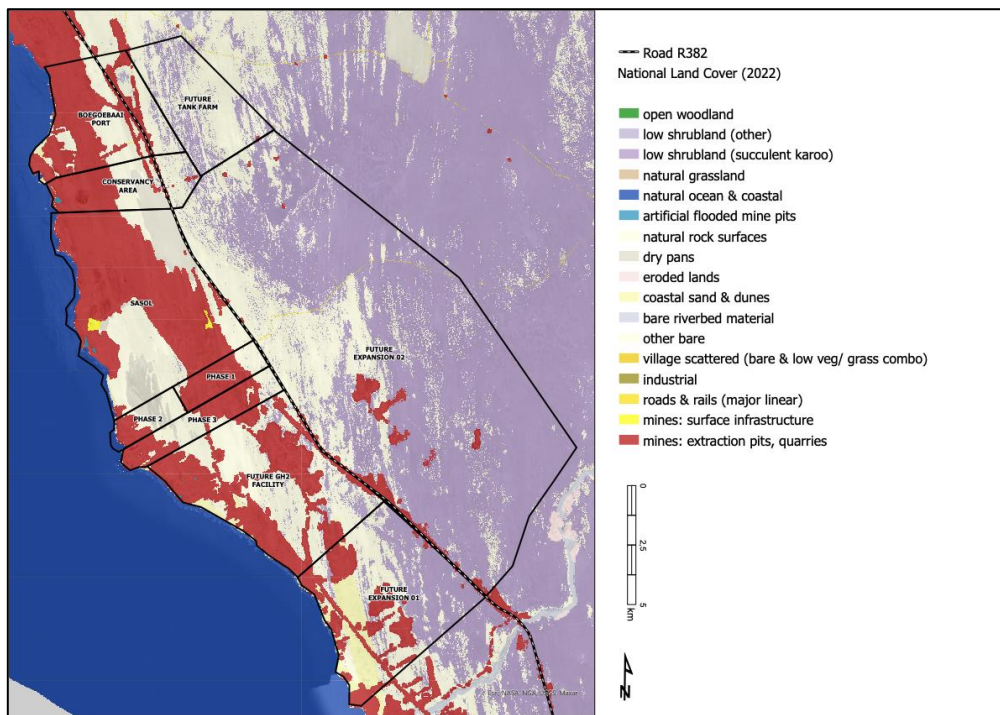 FUTURE
TANK FARM
BOEGOEBAAI
PORT
CONSERVANCY
AREA
SASOL
FUTURE
EXPANSION 02
PHASE 1
PHASE 2
PHASE 3
FUTURE GH2
FACILITY
FUTURE
EXPANSION 01
Road R382
National Land Cover (2022)
open woodland
low shrubland (other)
low shrubland (succulent karoo)
natural grassland
natural ocean & coastal
artificial flooded mine pits
natural rock surfaces
dry pans
eroded lands
coastal sand & dunes
bare riverbed material
other bare
village scattered (bare & low veg/ grass combo)
industrial
roads & rails (major linear)
mines: surface infrastructure
mines: extraction pits, quarries
0
2,5
5
km
N
NASA, NGA, USGS, Maxar